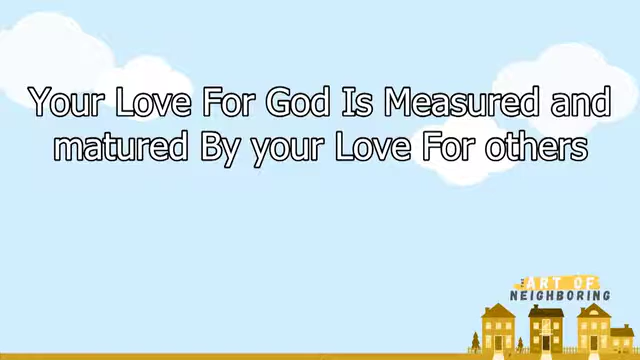 Your Love For God Is Measured and
matured By your Love For others
THE
ART OF
NEIGHBORING